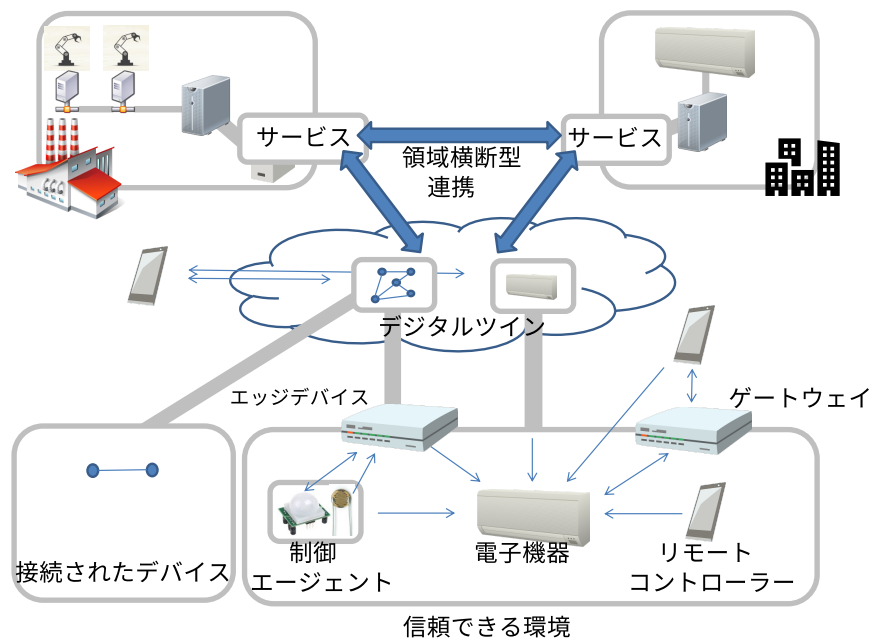 サービス
サービス
領域横断型
連携
デジタルツイン
エッジデバイス
ゲートウェイ
接続されたデバイス
制御
エージェント
電子機器
リモート
コントローラー
信頼できる環境